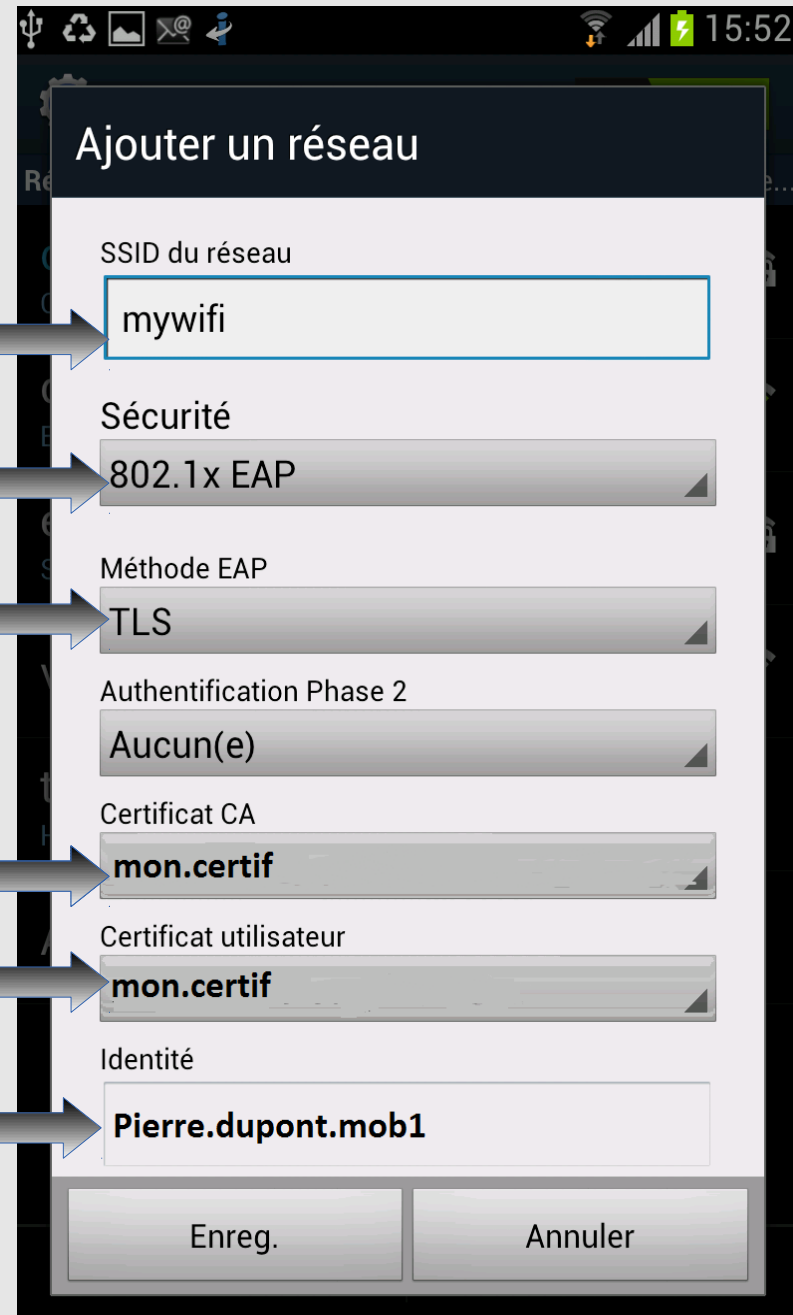 15:52
Ajouter un réseau
Ré
e...
SSID du réseau
mywifi
Sécurité
802.1x EAP
Méthode EAP
TLS
Authentification Phase 2
Aucun(e)
Certificat CA
mon.certif
Certificat utilisateur
mon.certif
Identité
Pierre.dupont.mob1
Enreg.
Annuler